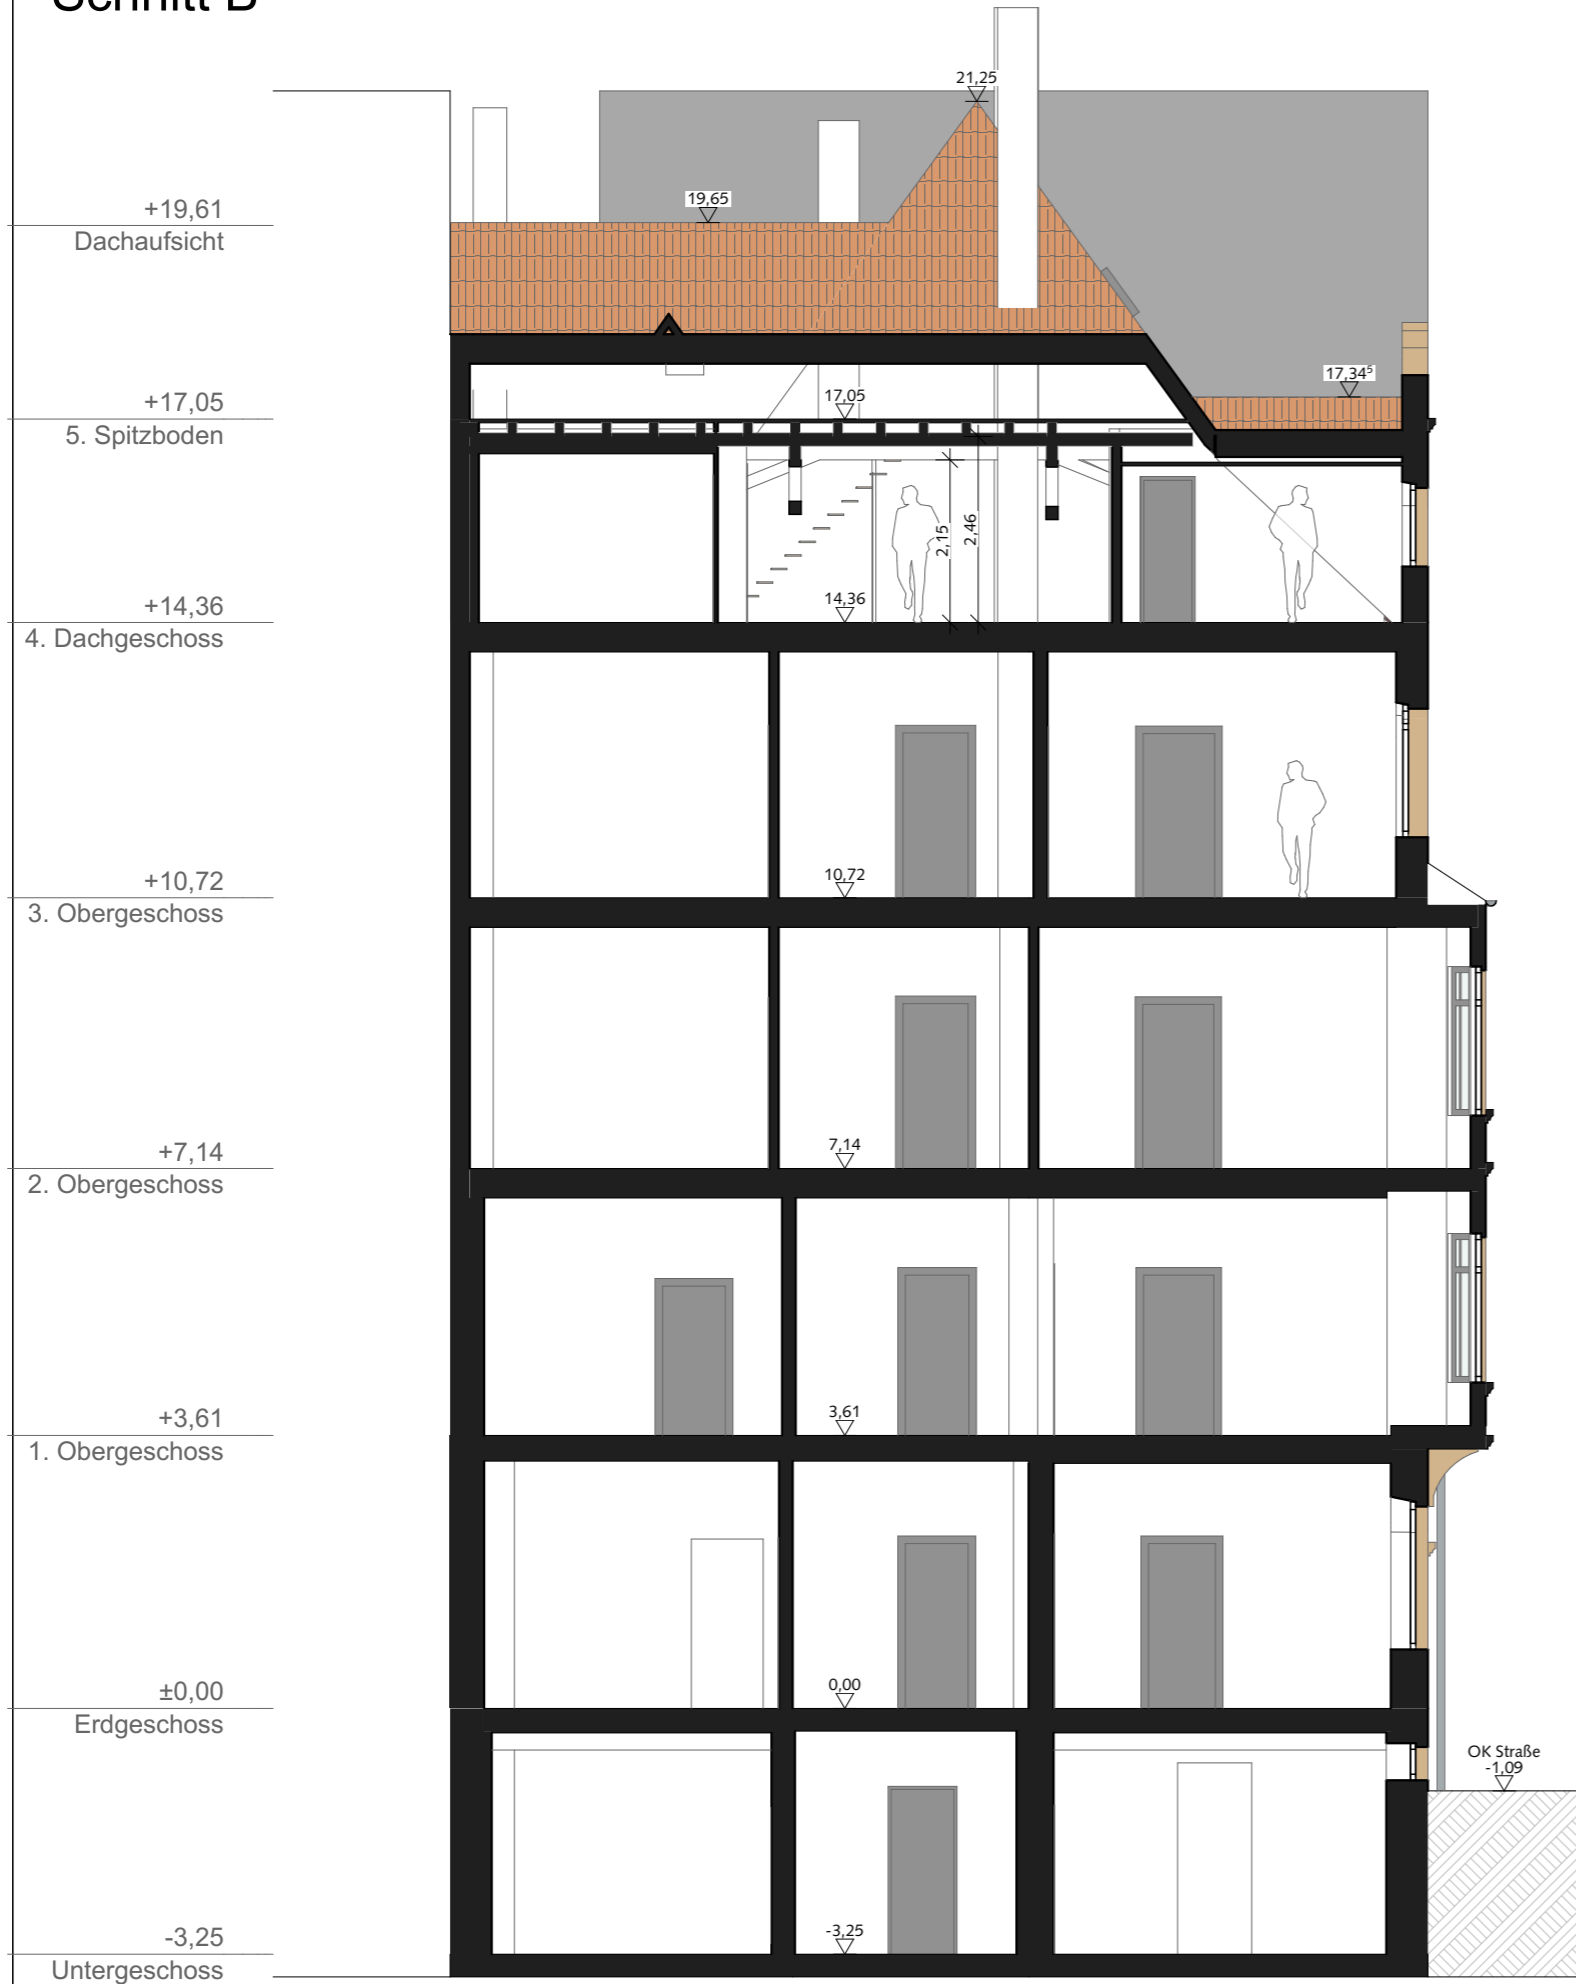 Schnitt B
21,25
+19,61
Dachaufsicht
19,65
+17,05
5. Spitzboden
17,05
17,34⁵
2,15
2,46
+14,36
4. Dachgeschoss
14,36
+10,72
3. Obergeschoss
10,72
+7,14
2. Obergeschoss
7,14
+3,61
1. Obergeschoss
3,61
±0,00
Erdgeschoss
0,00
OK Straße
-1,09
-3,25
Untergeschoss
-3,25